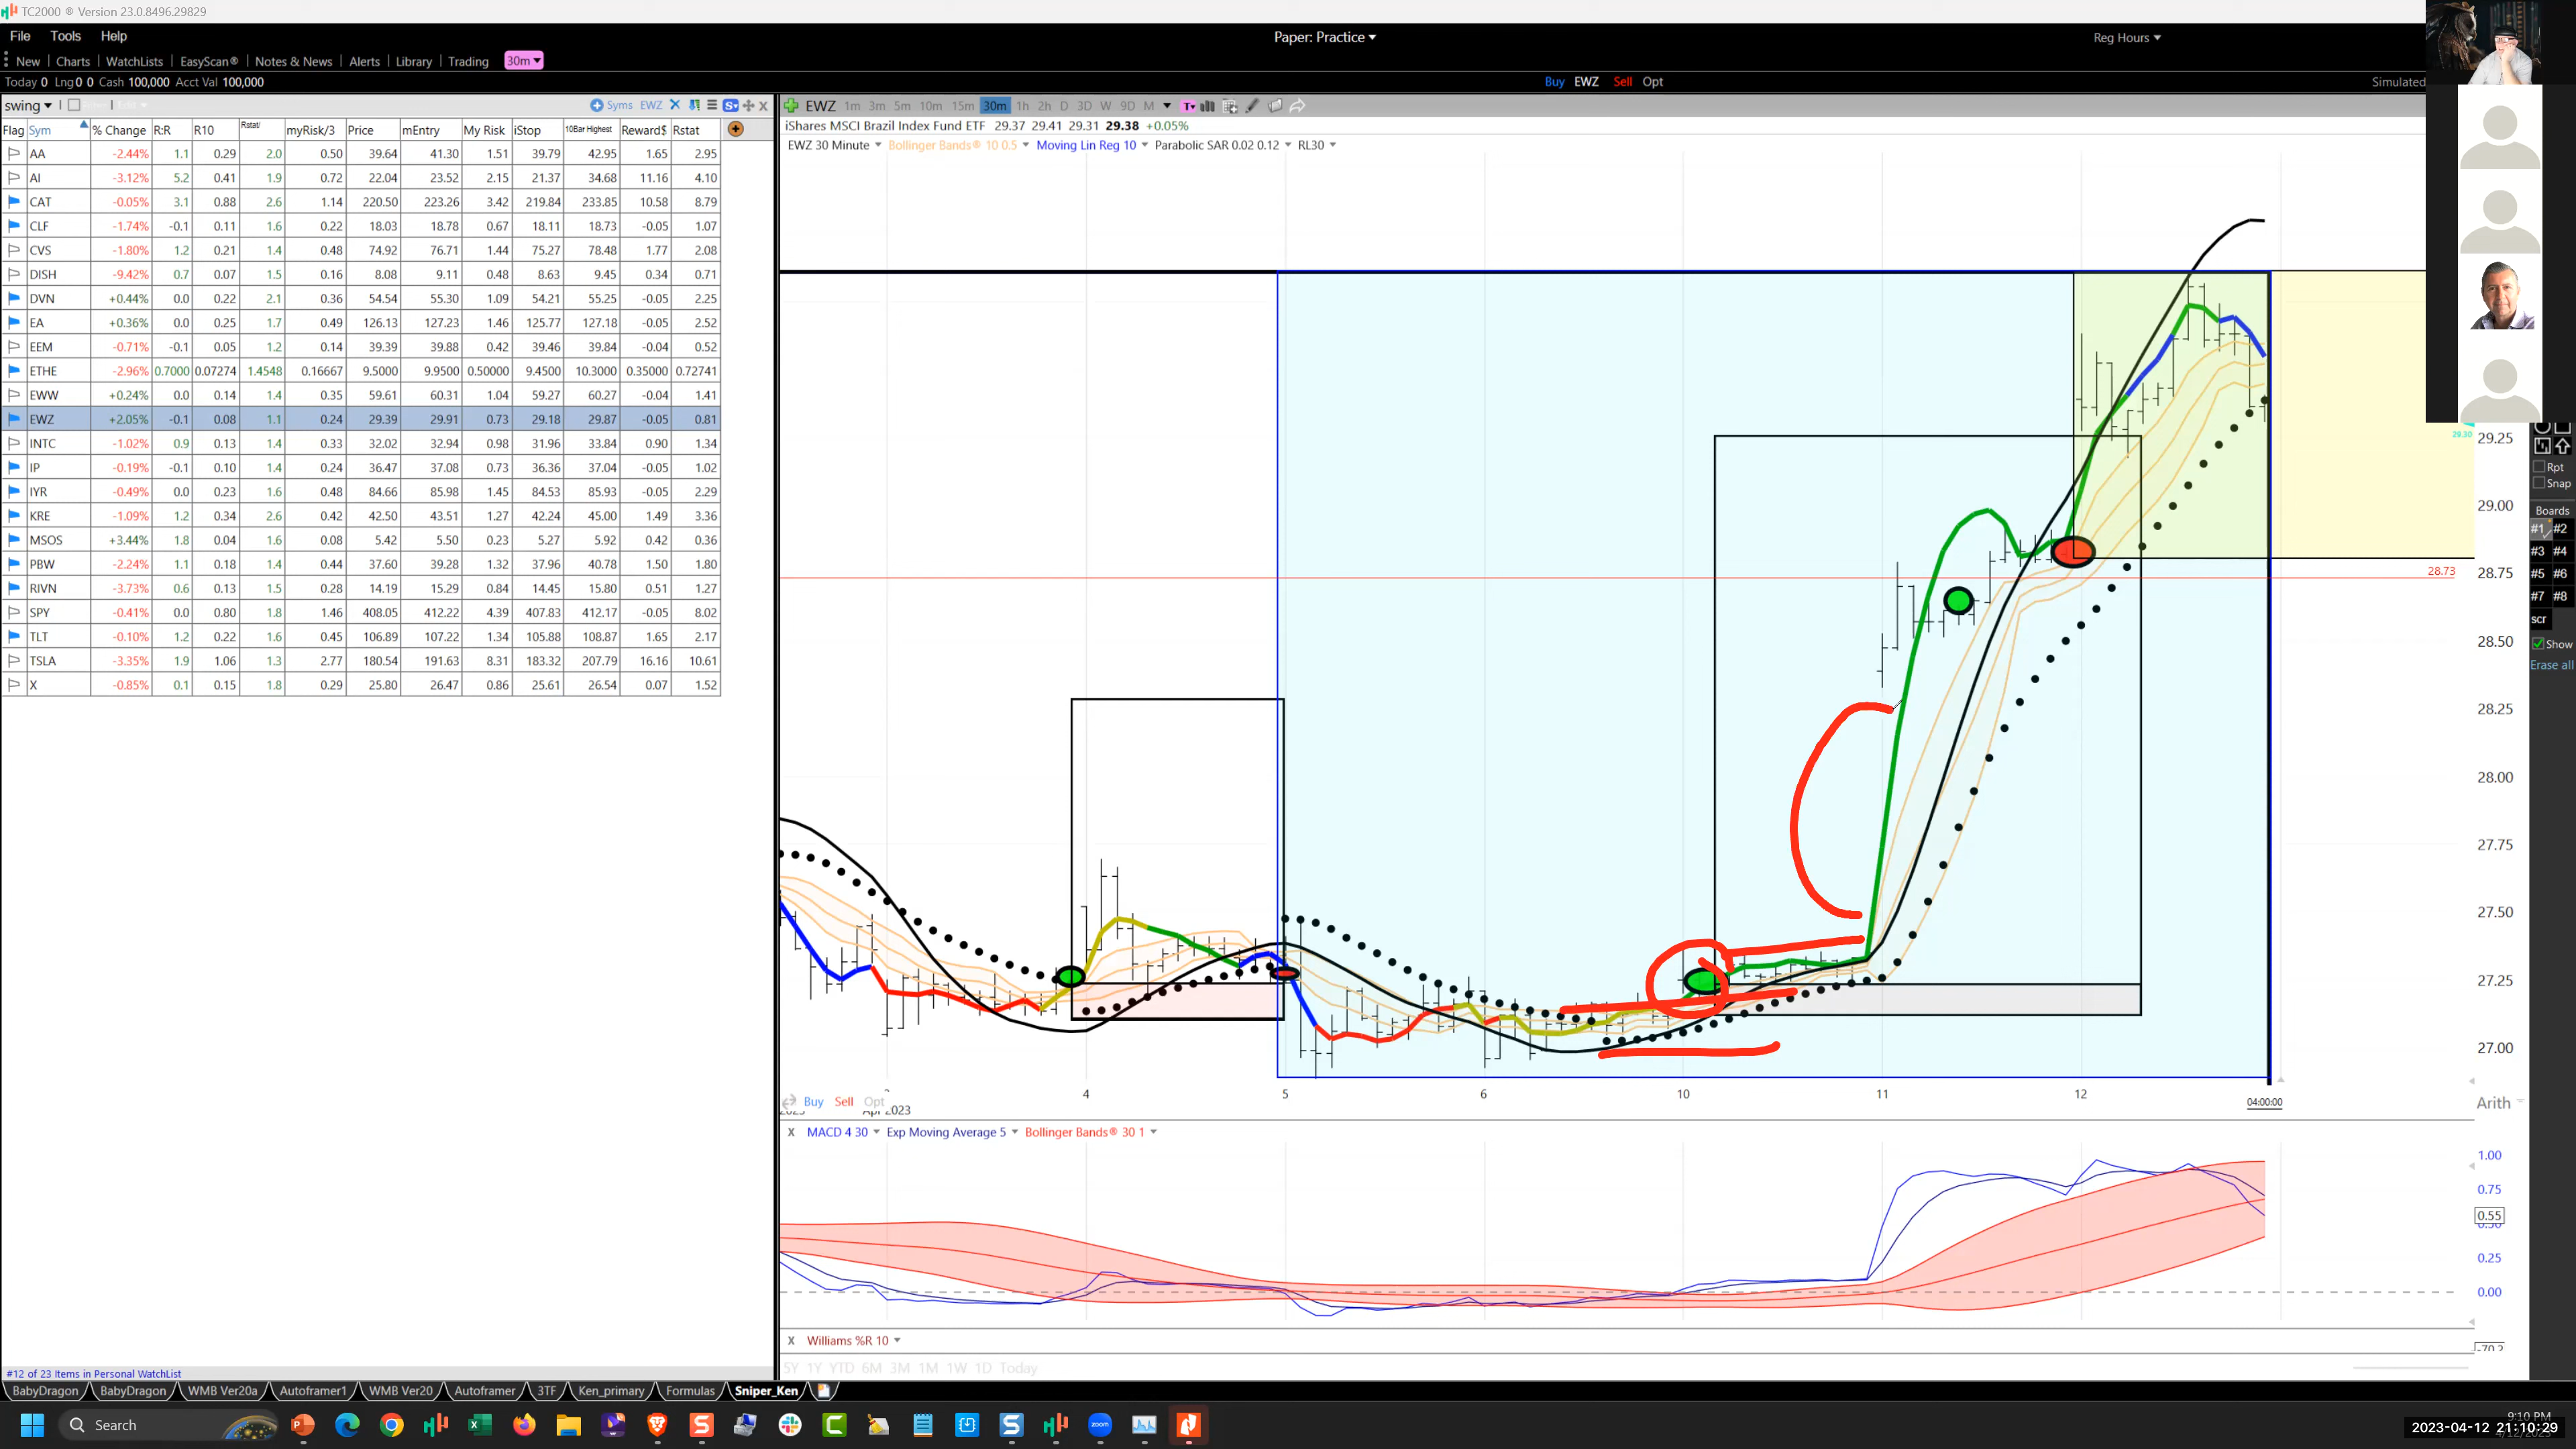 TC2000 ® Version 23.0.8496.29829
File Tools Help
Paper: Practice
Reg Hours
New Charts WatchLists EasyScan® Notes & News Alerts Library Trading 30m
Today 0 Lng0 0 Cash 100,000 Acct Val 100,000
Buy EWZ Sell Opt
Simulated
swing Syms EWZ
Flag Sym % Change R:R R10 Rstat/ myRisk/3 Price mEntry My Risk iStop 10Bar Highest Reward$ Rstat
AA -2.44% 1.1 0.29 2.0 0.50 39.64 41.30 1.51 39.79 42.95 1.65 2.95
AI -3.12% 5.2 0.41 1.9 0.72 22.04 23.52 2.15 21.37 34.68 11.16 4.10
CAT -0.05% 3.1 0.88 2.6 1.14 220.50 223.26 3.42 219.84 233.85 10.58 8.79
CLF -1.74% -0.1 0.11 1.6 0.22 18.03 18.78 0.67 18.11 18.73 -0.05 1.07
CVS -1.80% 1.2 0.21 1.4 0.48 74.92 76.71 1.44 75.27 78.48 1.77 2.08
DISH -9.42% 0.7 0.07 1.5 0.16 8.08 9.11 0.48 8.63 9.45 0.34 0.71
DVN +0.44% 0.0 0.22 2.1 0.36 54.54 55.30 1.09 54.21 55.25 -0.05 2.25
EA +0.36% 0.0 0.25 1.7 0.49 126.13 127.23 1.46 125.77 127.18 -0.05 2.52
EEM -0.71% -0.1 0.05 1.2 0.14 39.39 39.88 0.42 39.46 39.84 -0.04 0.52
ETHE -2.96% 0.7000 0.07274 1.4548 0.16667 9.5000 9.9500 0.50000 9.4500 10.3000 0.35000 0.72741
EWW +0.24% 0.0 0.14 1.4 0.35 59.61 60.31 1.04 59.27 60.27 -0.04 1.41
EWZ +2.05% -0.1 0.08 1.1 0.24 29.39 29.91 0.73 29.18 29.87 -0.05 0.81
INTC -1.02% 0.9 0.13 1.4 0.33 32.02 32.94 0.98 31.96 33.84 0.90 1.34
IP -0.19% -0.1 0.10 1.4 0.24 36.47 37.08 0.73 36.36 37.04 -0.05 1.02
IYR -0.49% 0.0 0.23 1.6 0.48 84.66 85.98 1.45 84.53 85.93 -0.05 2.29
KRE -1.09% 1.2 0.34 2.6 0.42 42.50 43.51 1.27 42.24 45.00 1.49 3.36
MSOS +3.44% 1.8 0.04 1.6 0.08 5.42 5.50 0.23 5.27 5.92 0.42 0.36
PBW -2.24% 1.1 0.18 1.4 0.44 37.60 39.28 1.32 37.96 40.78 1.50 1.80
RIVN -3.73% 0.6 0.13 1.5 0.28 14.19 15.29 0.84 14.45 15.80 0.51 1.27
SPY -0.41% 0.0 0.80 1.8 1.46 408.05 412.22 4.39 407.83 412.17 -0.05 8.02
TLT -0.10% 1.2 0.22 1.6 0.45 106.89 107.22 1.34 105.88 108.87 1.65 2.17
TSLA -3.35% 1.9 1.06 1.3 2.77 180.54 191.63 8.31 183.32 207.79 16.16 10.61
X -0.85% 0.1 0.15 1.8 0.29 25.80 26.47 0.86 25.61 26.54 0.07 1.52
#12 of 23 Items in Personal WatchList
EWZ 1m 3m 5m 10m 15m 30m 1h 2h D 3D W 9D M T
iShares MSCI Brazil Index Fund ETF 29.37 29.41 29.31 29.38 +0.05%
EWZ 30 Minute Bollinger Bands® 10 0.5 Moving Lin Reg 10 Parabolic SAR 0.02 0.12 RL30
29.30
29.25
29.00
28.75
28.73
28.50
28.25
28.00
27.75
27.50
27.25
27.00
4 5 6 10 11 12
Buy Sell Opt
Apr 2023
04:00:00
Arith
Rpt
Snap
Boards
#1 #2
#3 #4
#5 #6
#7 #8
scr
Show
Erase all
X MACD 4 30 Exp Moving Average 5 Bollinger Bands® 30 1
1.00
0.75
0.55
0.25
0.00
X Williams %R 10
-70.2
5Y 1Y YTD 6M 3M 1M 1W 1D Today
BabyDragon BabyDragon WMB Ver20a Autoframer1 WMB Ver20 Autoframer 3TF Ken_primary Formulas Sniper_Ken
Search
zoom
9:10 PM
2023-04-12 21:10:29